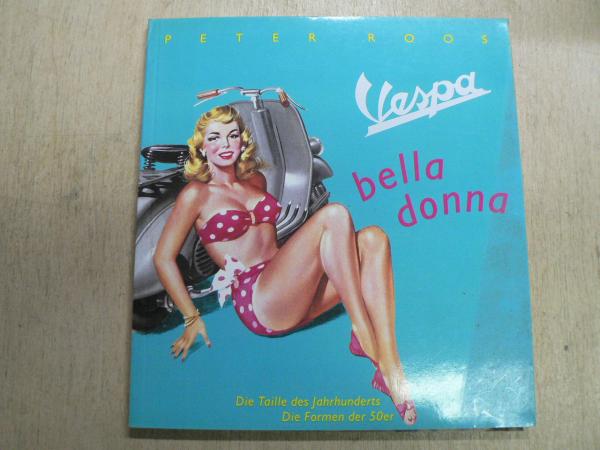 PETER ROOS
Vespa
bella
donna
Die Taille des Jahrhunderts
Die Formen der 50er